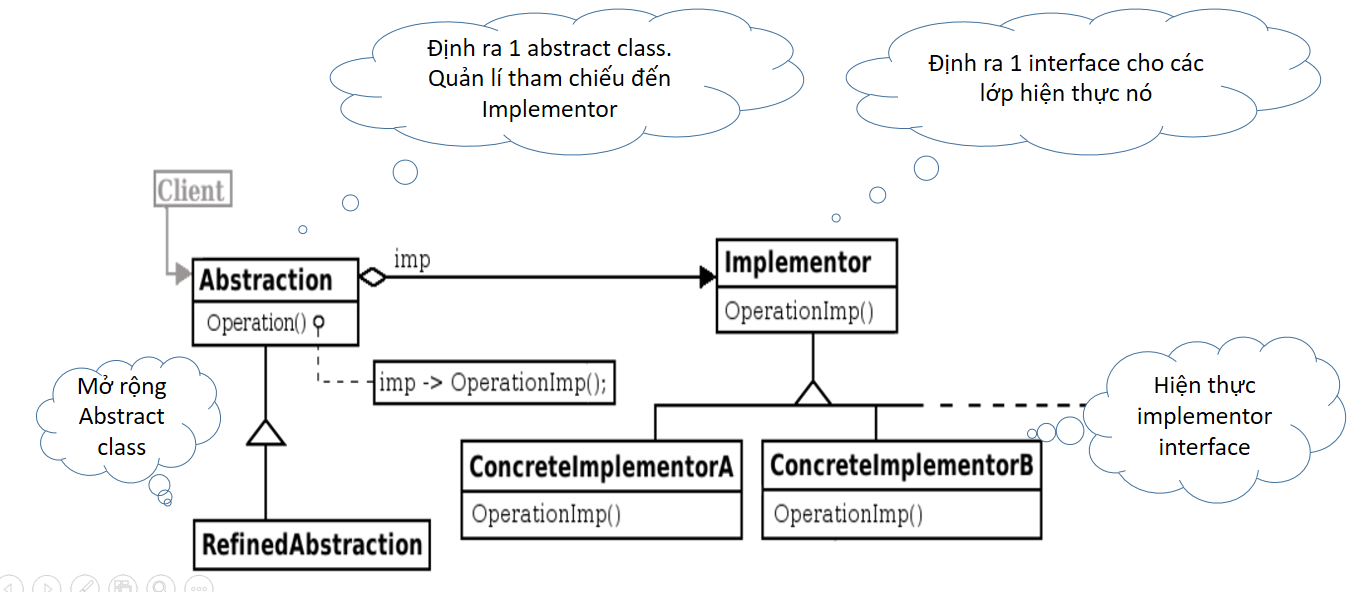 Định ra 1 abstract class.
Quản lí tham chiếu đến
Implementor
Định ra 1 interface cho các
lớp hiện thực nó
Client
Abstraction
Operation()
imp
Implementor
OperationImp()
imp -> OperationImp();
Mở rộng
Abstract
class
Hiện thực
implementor
interface
ConcreteImplementorA
OperationImp()
ConcreteImplementorB
OperationImp()
RefinedAbstraction